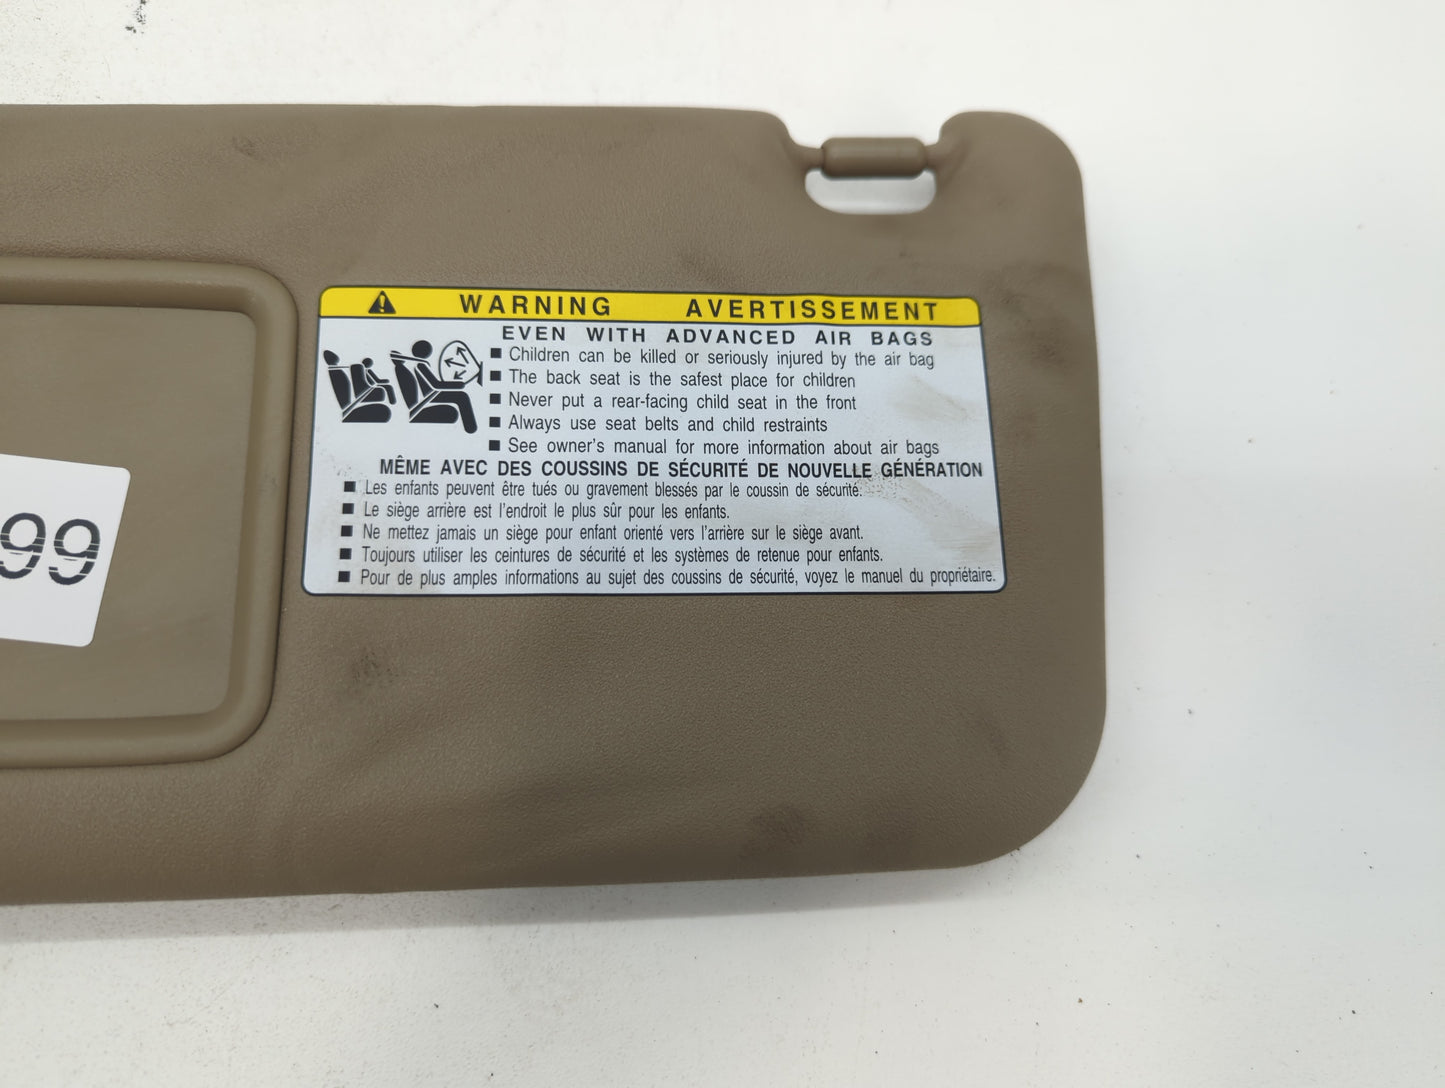 WARNING AVERTISSEMENT
EVEN WITH ADVANCED AIR BAGS
■ Children can be killed or seriously injured by the air bag
■ The back seat is the safest place for children
■ Never put a rear-facing child seat in the front
■ Always use seat belts and child restraints
■ See owner's manual for more information about air bags
MÊME AVEC DES COUSSINS DE SÉCURITÉ DE NOUVELLE GÉNÉRATION
■ Les enfants peuvent être tués ou gravement blessés par le coussin de sécurité.
■ Le siège arrière est l'endroit le plus sûr pour les enfants.
■ Ne mettez jamais un siège pour enfant orienté vers l'arrière sur le siège avant.
■ Toujours utiliser les ceintures de sécurité et les systèmes de retenue pour enfants.
■ Pour de plus amples informations au sujet des coussins de sécurité, voyez le manuel du propriétaire.
99